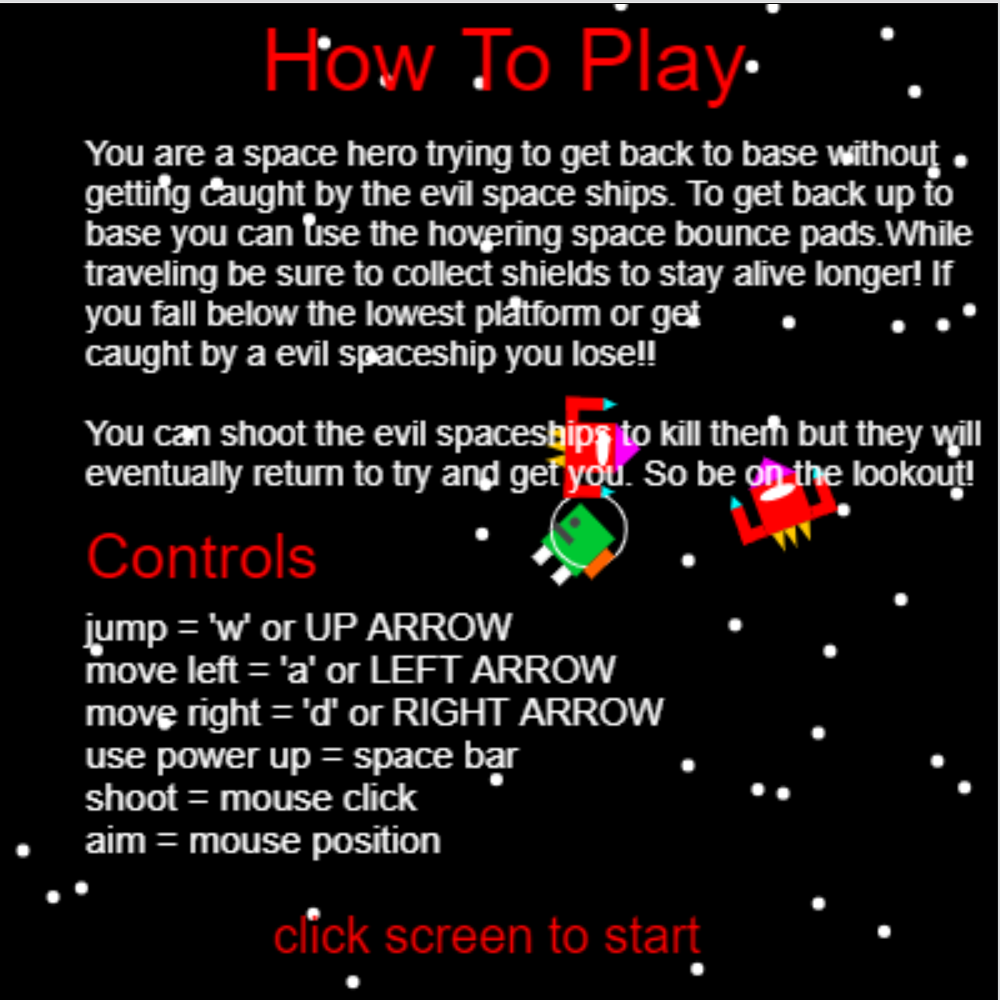 How To Play
You are a space hero trying to get back to base without
getting caught by the evil space ships. To get back up to
base you can use the hovering space bounce pads.While
traveling be sure to collect shields to stay alive longer! If
you fall below the lowest platform or get
caught by a evil spaceship you lose!!
You can shoot the evil spaceships to kill them but they will
eventually return to try and get you. So be on the lookout!
Controls
jump = 'w' or UP ARROW
move left = 'a' or LEFT ARROW
move right = 'd' or RIGHT ARROW
use power up = space bar
shoot = mouse click
aim = mouse position
click screen to start